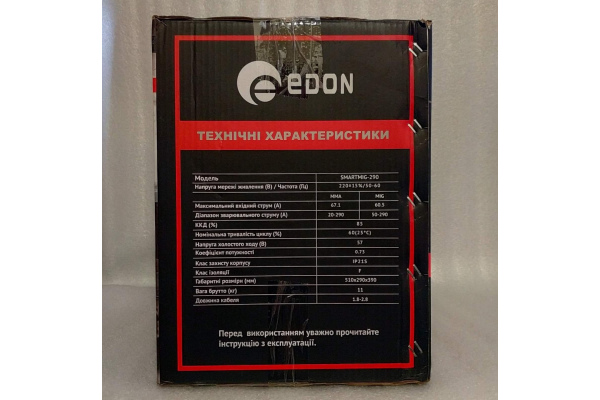 EDON
ТЕХНІЧНІ ХАРАКТЕРИСТИКИ
Модель SMARTMIG-290
Напруга мережі живлення (В) / Частота (Гц) 220±15%/50-60
MMA MIG
Максимальний вхідний струм (А) 67.1 60.5
Діапазон зварювального струму (А) 20-290 50-290
ККД (%) 85
Номінальна тривалість циклу (%) 60(25°C)
Напруга холостого ходу (В) 57
Коефіцієнт потужності 0.73
Клас захисту корпусу IP21S
Клас ізоляції F
Габаритні розміри (мм) 510x290x390
Вага брутто (кг) 11
Довжина кабеля 1.8-2.8
Перед використанням уважно прочитайте
інструкцію з експлуатації.